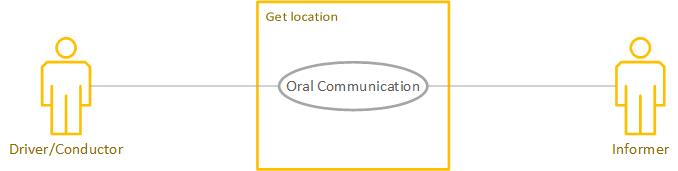 Get location
Oral Communication
Driver/Conductor
Informer